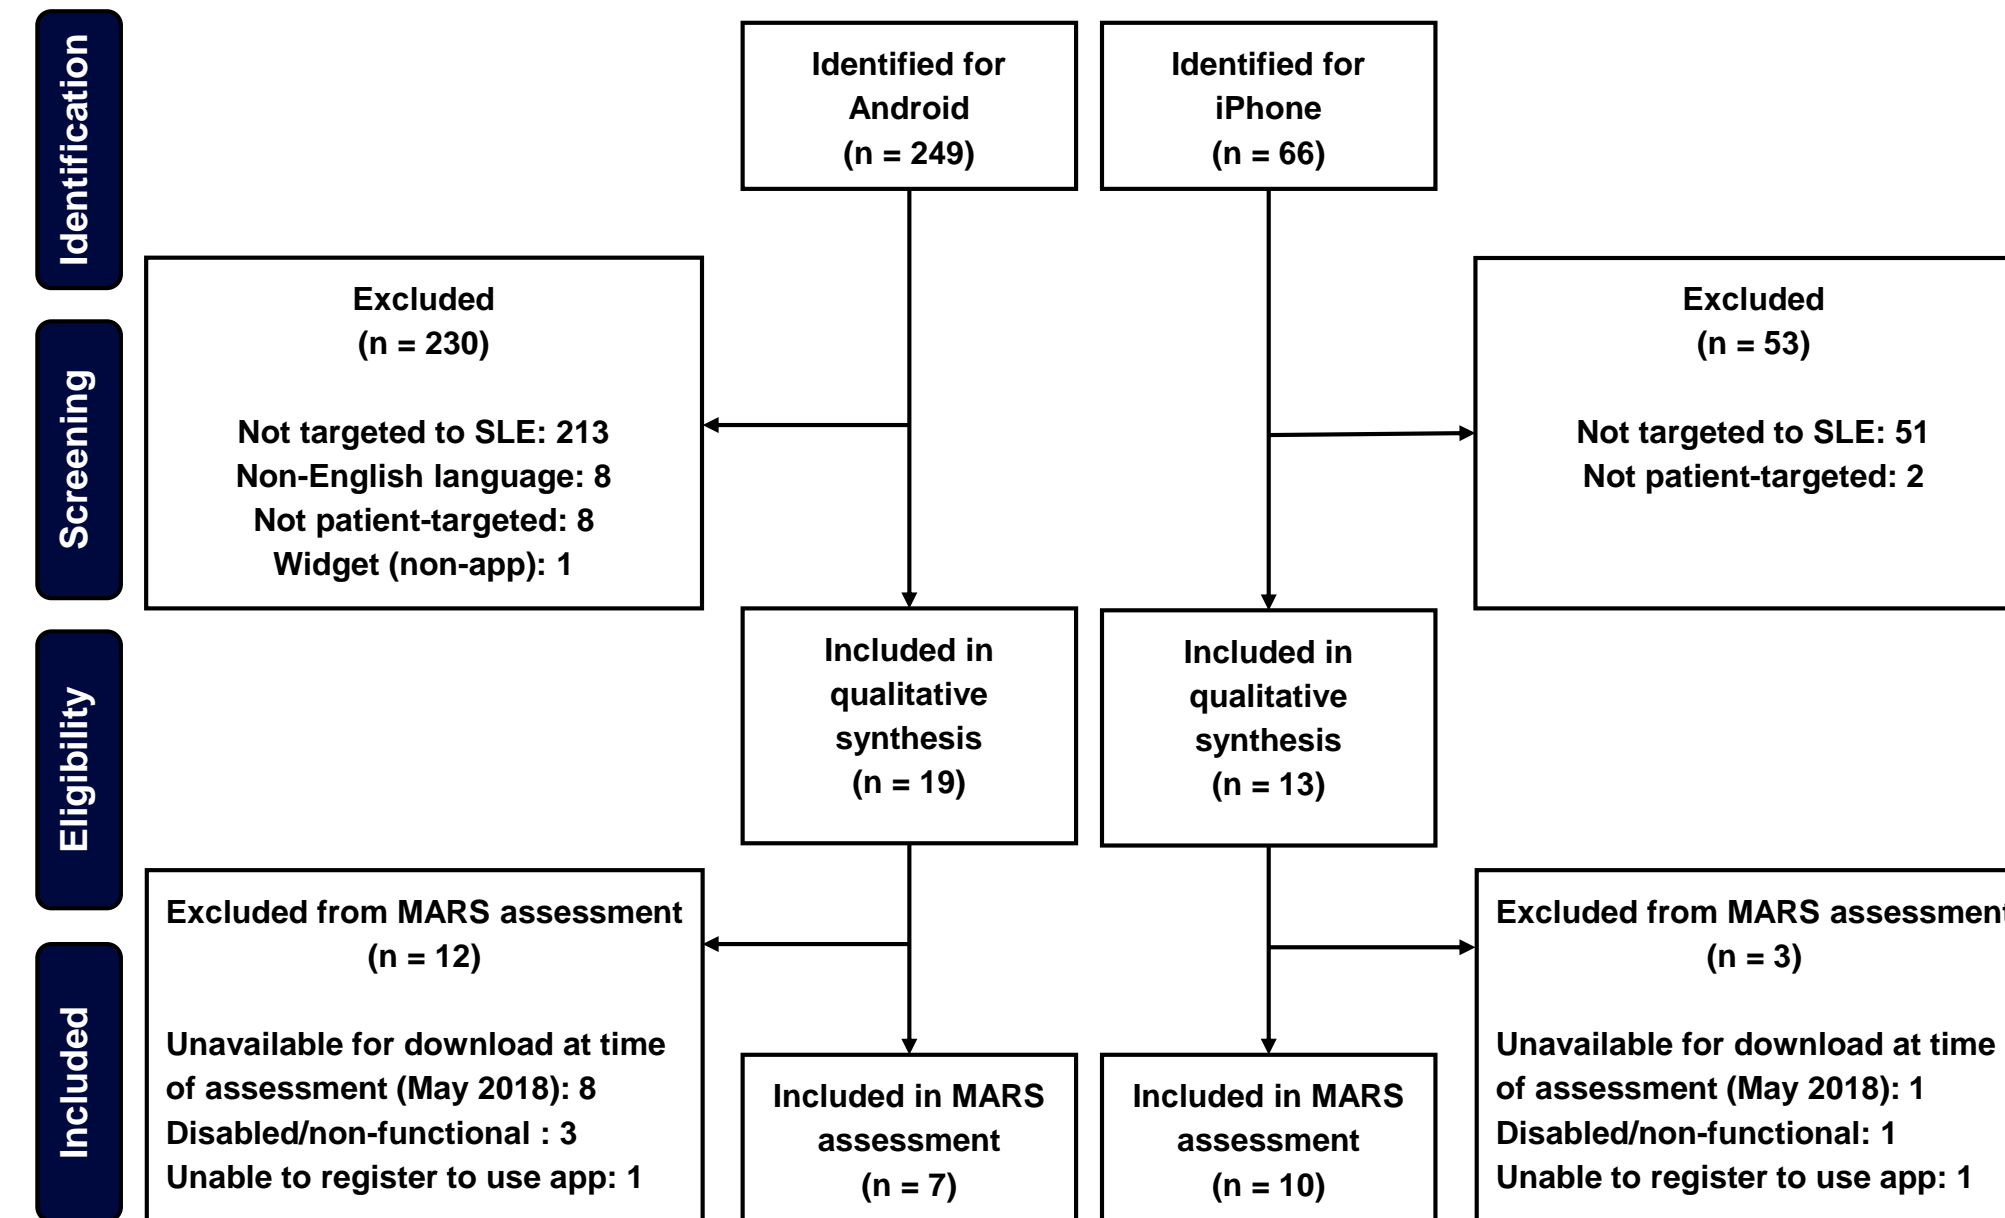 Identification
Identified for
Android
(n = 249)
Identified for
iPhone
(n = 66)
Screening
Excluded
(n = 230)
Not targeted to SLE: 213
Non-English language: 8
Not patient-targeted: 8
Widget (non-app): 1
Excluded
(n = 53)
Not targeted to SLE: 51
Not patient-targeted: 2
Eligibility
Included in
qualitative
synthesis
(n = 19)
Included in
qualitative
synthesis
(n = 13)
Included
Excluded from MARS assessment
(n = 12)
Unavailable for download at time
of assessment (May 2018): 8
Disabled/non-functional : 3
Unable to register to use app: 1
Included in MARS
assessment
(n = 7)
Included in MARS
assessment
(n = 10)
Excluded from MARS assessment
(n = 3)
Unavailable for download at time
of assessment (May 2018): 1
Disabled/non-functional: 1
Unable to register to use app: 1